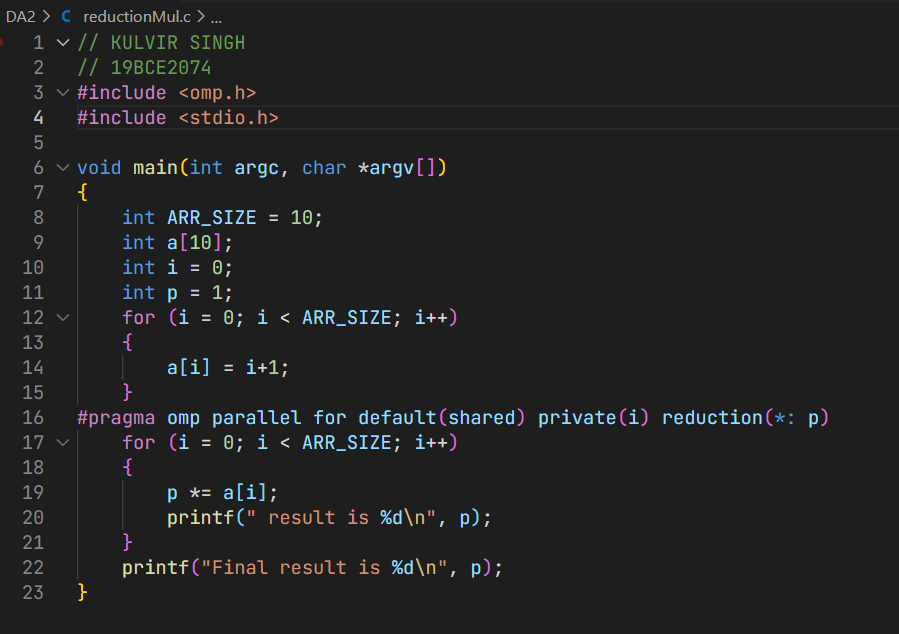 DA2 > C reductionMul.c > ...
1 // KULVIR SINGH
2 // 19BCE2074
3 #include <omp.h>
4 #include <stdio.h>
5
6 void main(int argc, char *argv[])
7 {
8     int ARR_SIZE = 10;
9     int a[10];
10     int i = 0;
11     int p = 1;
12     for (i = 0; i < ARR_SIZE; i++)
13     {
14         a[i] = i+1;
15     }
16 #pragma omp parallel for default(shared) private(i) reduction(*: p)
17     for (i = 0; i < ARR_SIZE; i++)
18     {
19         p *= a[i];
20         printf(" result is %d\n", p);
21     }
22     printf("Final result is %d\n", p);
23 }